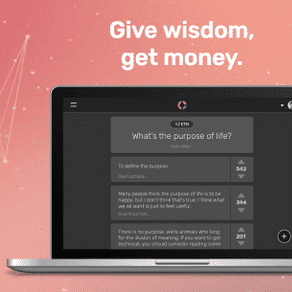 Give wisdom,
get money.
1.7 ETH
What's the purpose of life?
To define the purpose.
342
Many people think the purpose of life is to be
happy, but I don't think that's true, I think what
we all want is just to feel useful.
394
There is no purpose, we're animals who long
for the illusion of meaning. If you want to get
technical, you should consider reading some
201